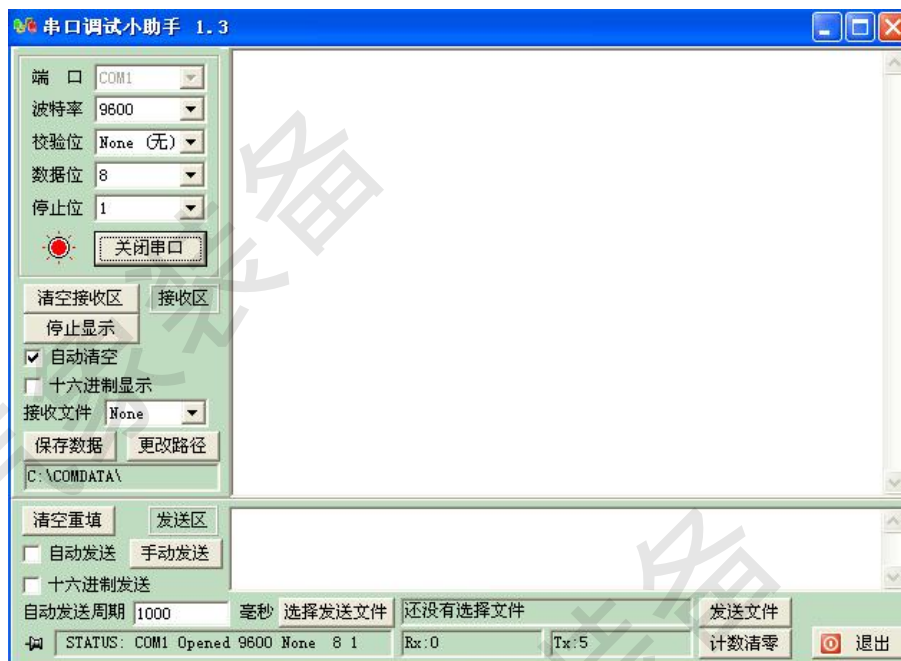 串口调试小助手 1.3
端 口 COM1
波特率 9600
校验位 None (无)
数据位 8
停止位 1
关闭串口
清空接收区 接收区
停止显示
自动清空
十六进制显示
接收文件 None
保存数据 更改路径
C:\COMDATA\
清空重填 发送区
自动发送 手动发送
十六进制发送
自动发送周期 1000 毫秒 选择发送文件 还没有选择文件 发送文件
STATUS: COM1 Opened 9600 None 8 1 Rx:0 Tx:5 计数清零 退出